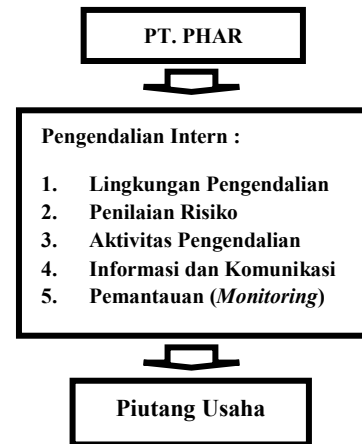 PT. PHAR
Pengendalian Intern :
1. Lingkungan Pengendalian
2. Penilaian Risiko
3. Aktivitas Pengendalian
4. Informasi dan Komunikasi
5. Pemantauan (Monitoring)
Piutang Usaha